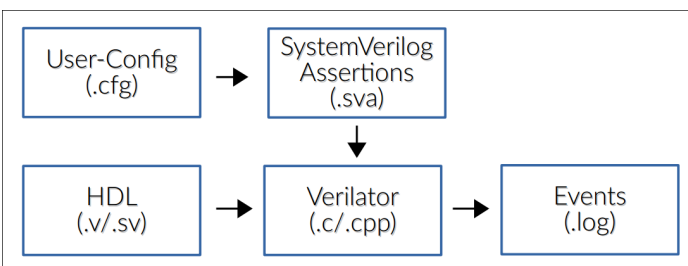 User-Config
(.cfg)
SystemVerilog
Assertions
(.sva)
HDL
(.v/.sv)
Verilator
(.c/.cpp)
Events
(.log)